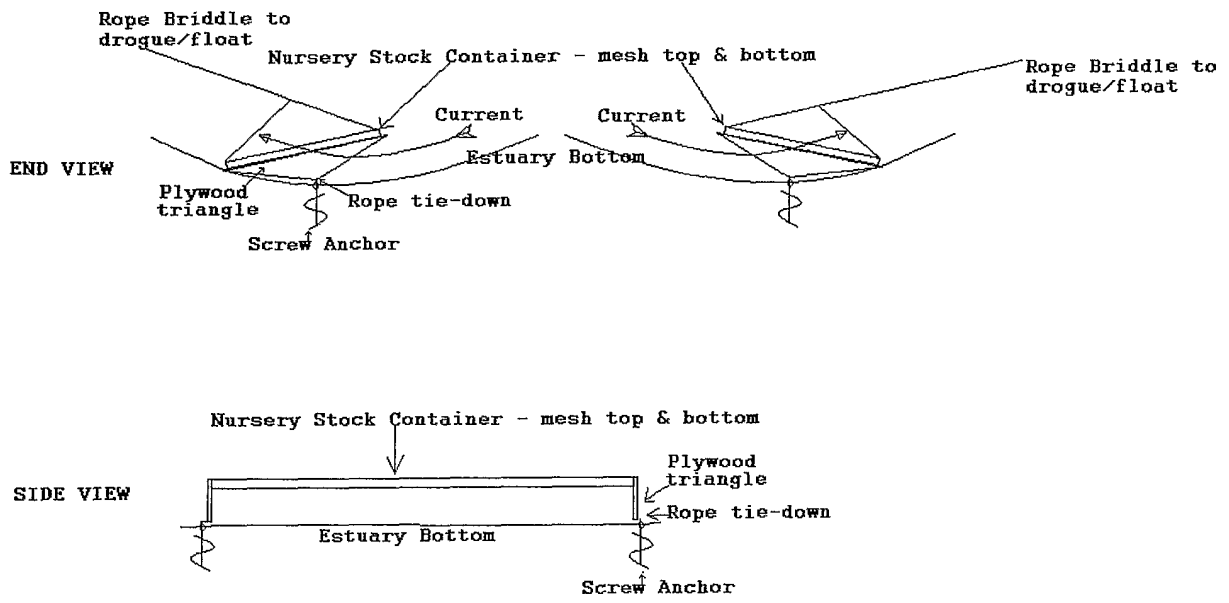 Rope Briddle to
drogue/float
Nursery Stock Container - mesh top & bottom
Rope Briddle to
drogue/float
Current
Current
Estuary Bottom
END VIEW
Plywood
triangle
Rope tie-down
Screw Anchor
Nursery Stock Container - mesh top & bottom
Plywood
triangle
SIDE VIEW
Rope tie-down
Estuary Bottom
Screw Anchor